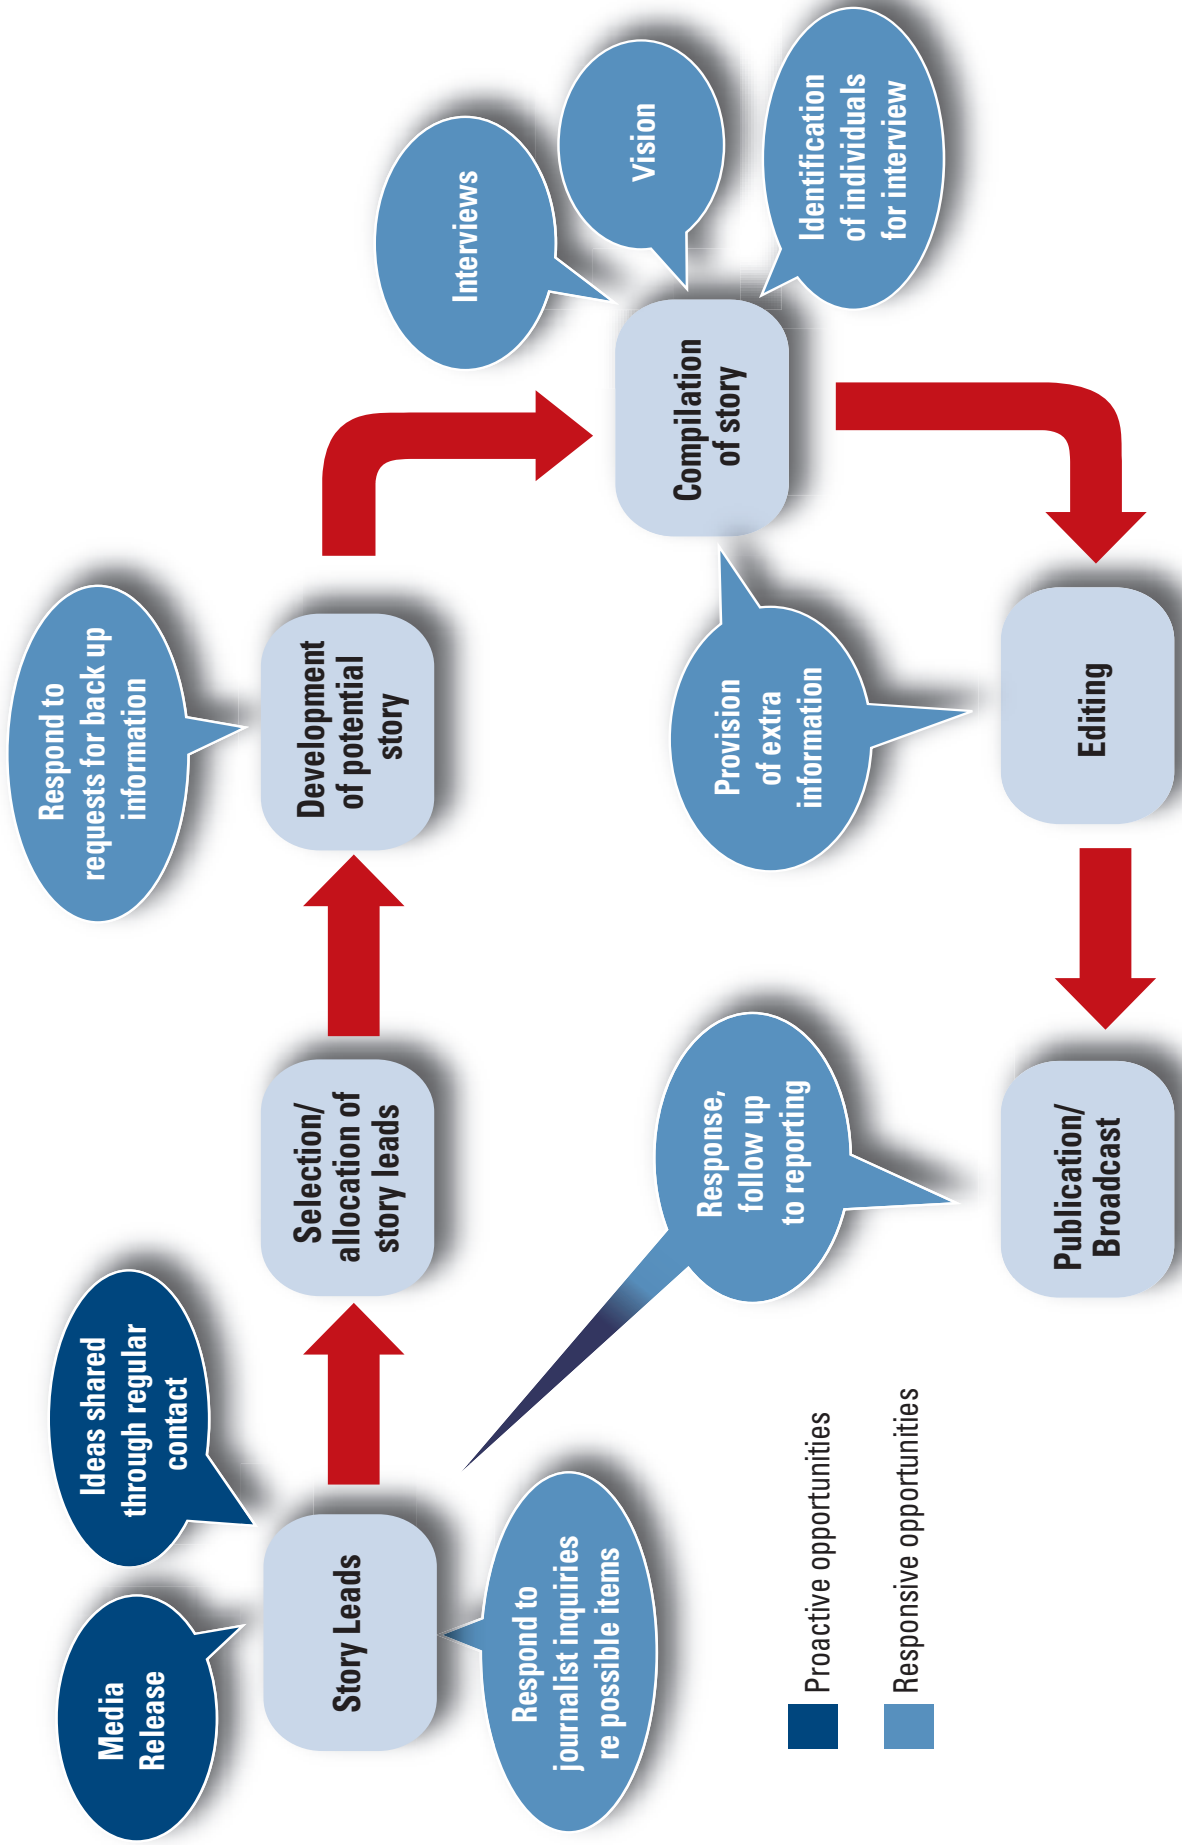 Media
Release
Ideas shared
through regular
contact
Respond to
requests for back up
information
Story Leads
Selection/
allocation of
story leads
Development
of potential
story
Interviews
Vision
Identification
of individuals
for interview
Compilation
of story
Respond to
journalist inquiries
re possible items
Response,
follow up
to reporting
Provision
of extra
information
Publication/
Broadcast
Editing
Proactive opportunities
Responsive opportunities